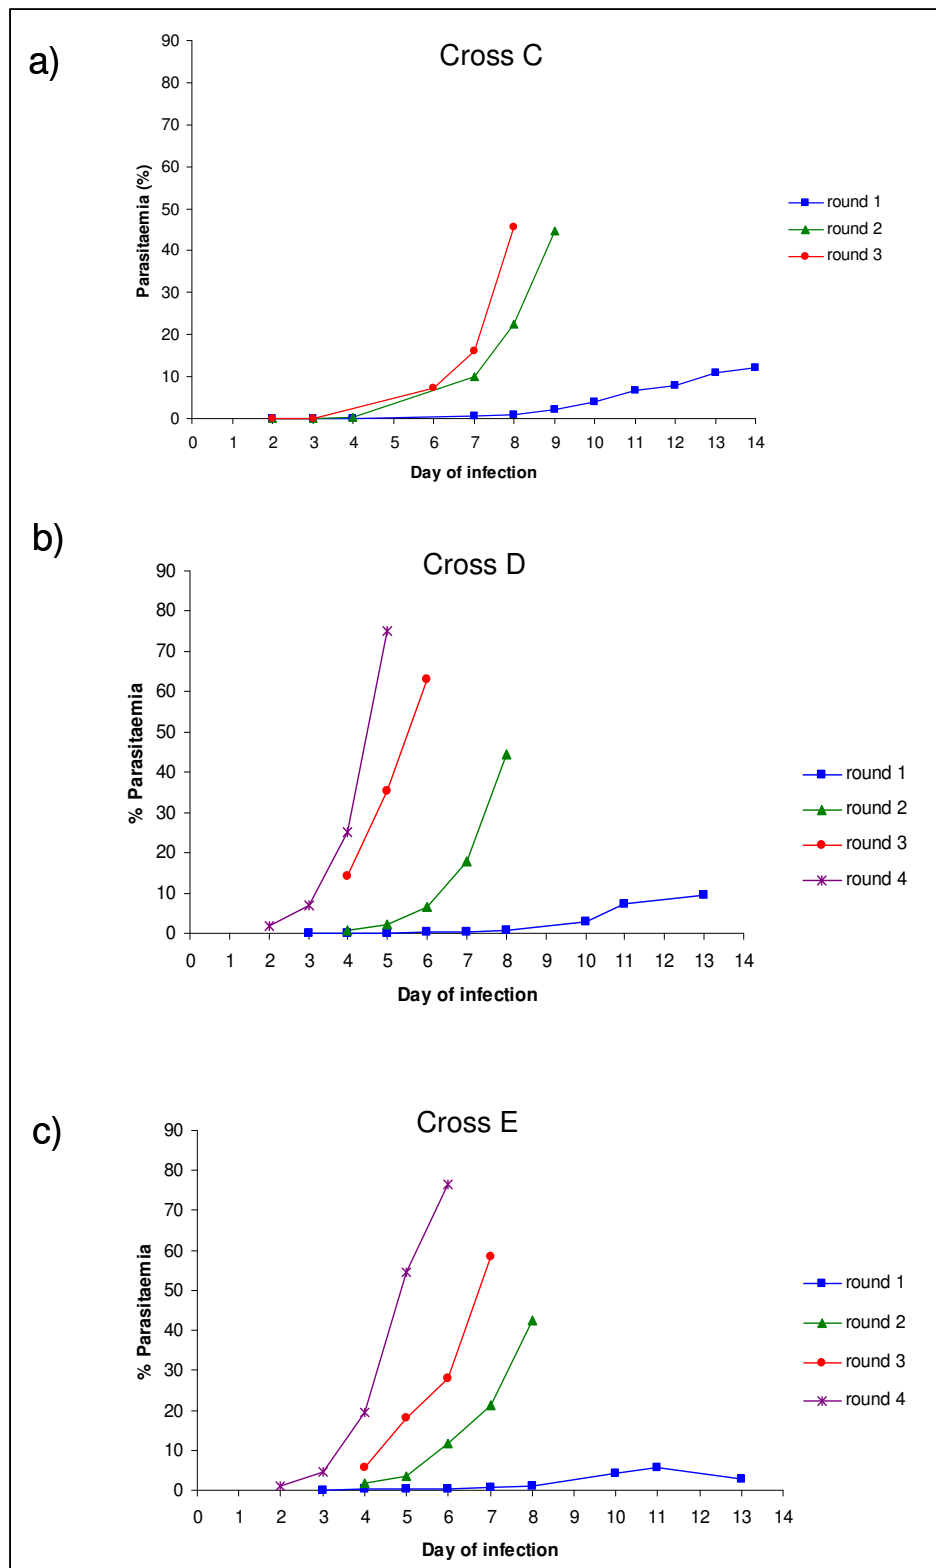 a)
Cross C
90
80
70
60
50
40
30
20
10
0
Parasitaemia (%)
0 1 2 3 4 5 6 7 8 9 10 11 12 13 14
Day of infection
round 1
round 2
round 3
b)
Cross D
90
80
70
60
50
40
30
20
10
0
% Parasitaemia
0 1 2 3 4 5 6 7 8 9 10 11 13 14
Day of infection
round 1
round 2
round 3
round 4
c)
Cross E
90
80
70
60
50
40
30
20
10
0
% Parasitaemia
0 1 2 3 4 5 6 7 8 9 10 11 13 14
Day of infection
round 1
round 2
round 3
round 4